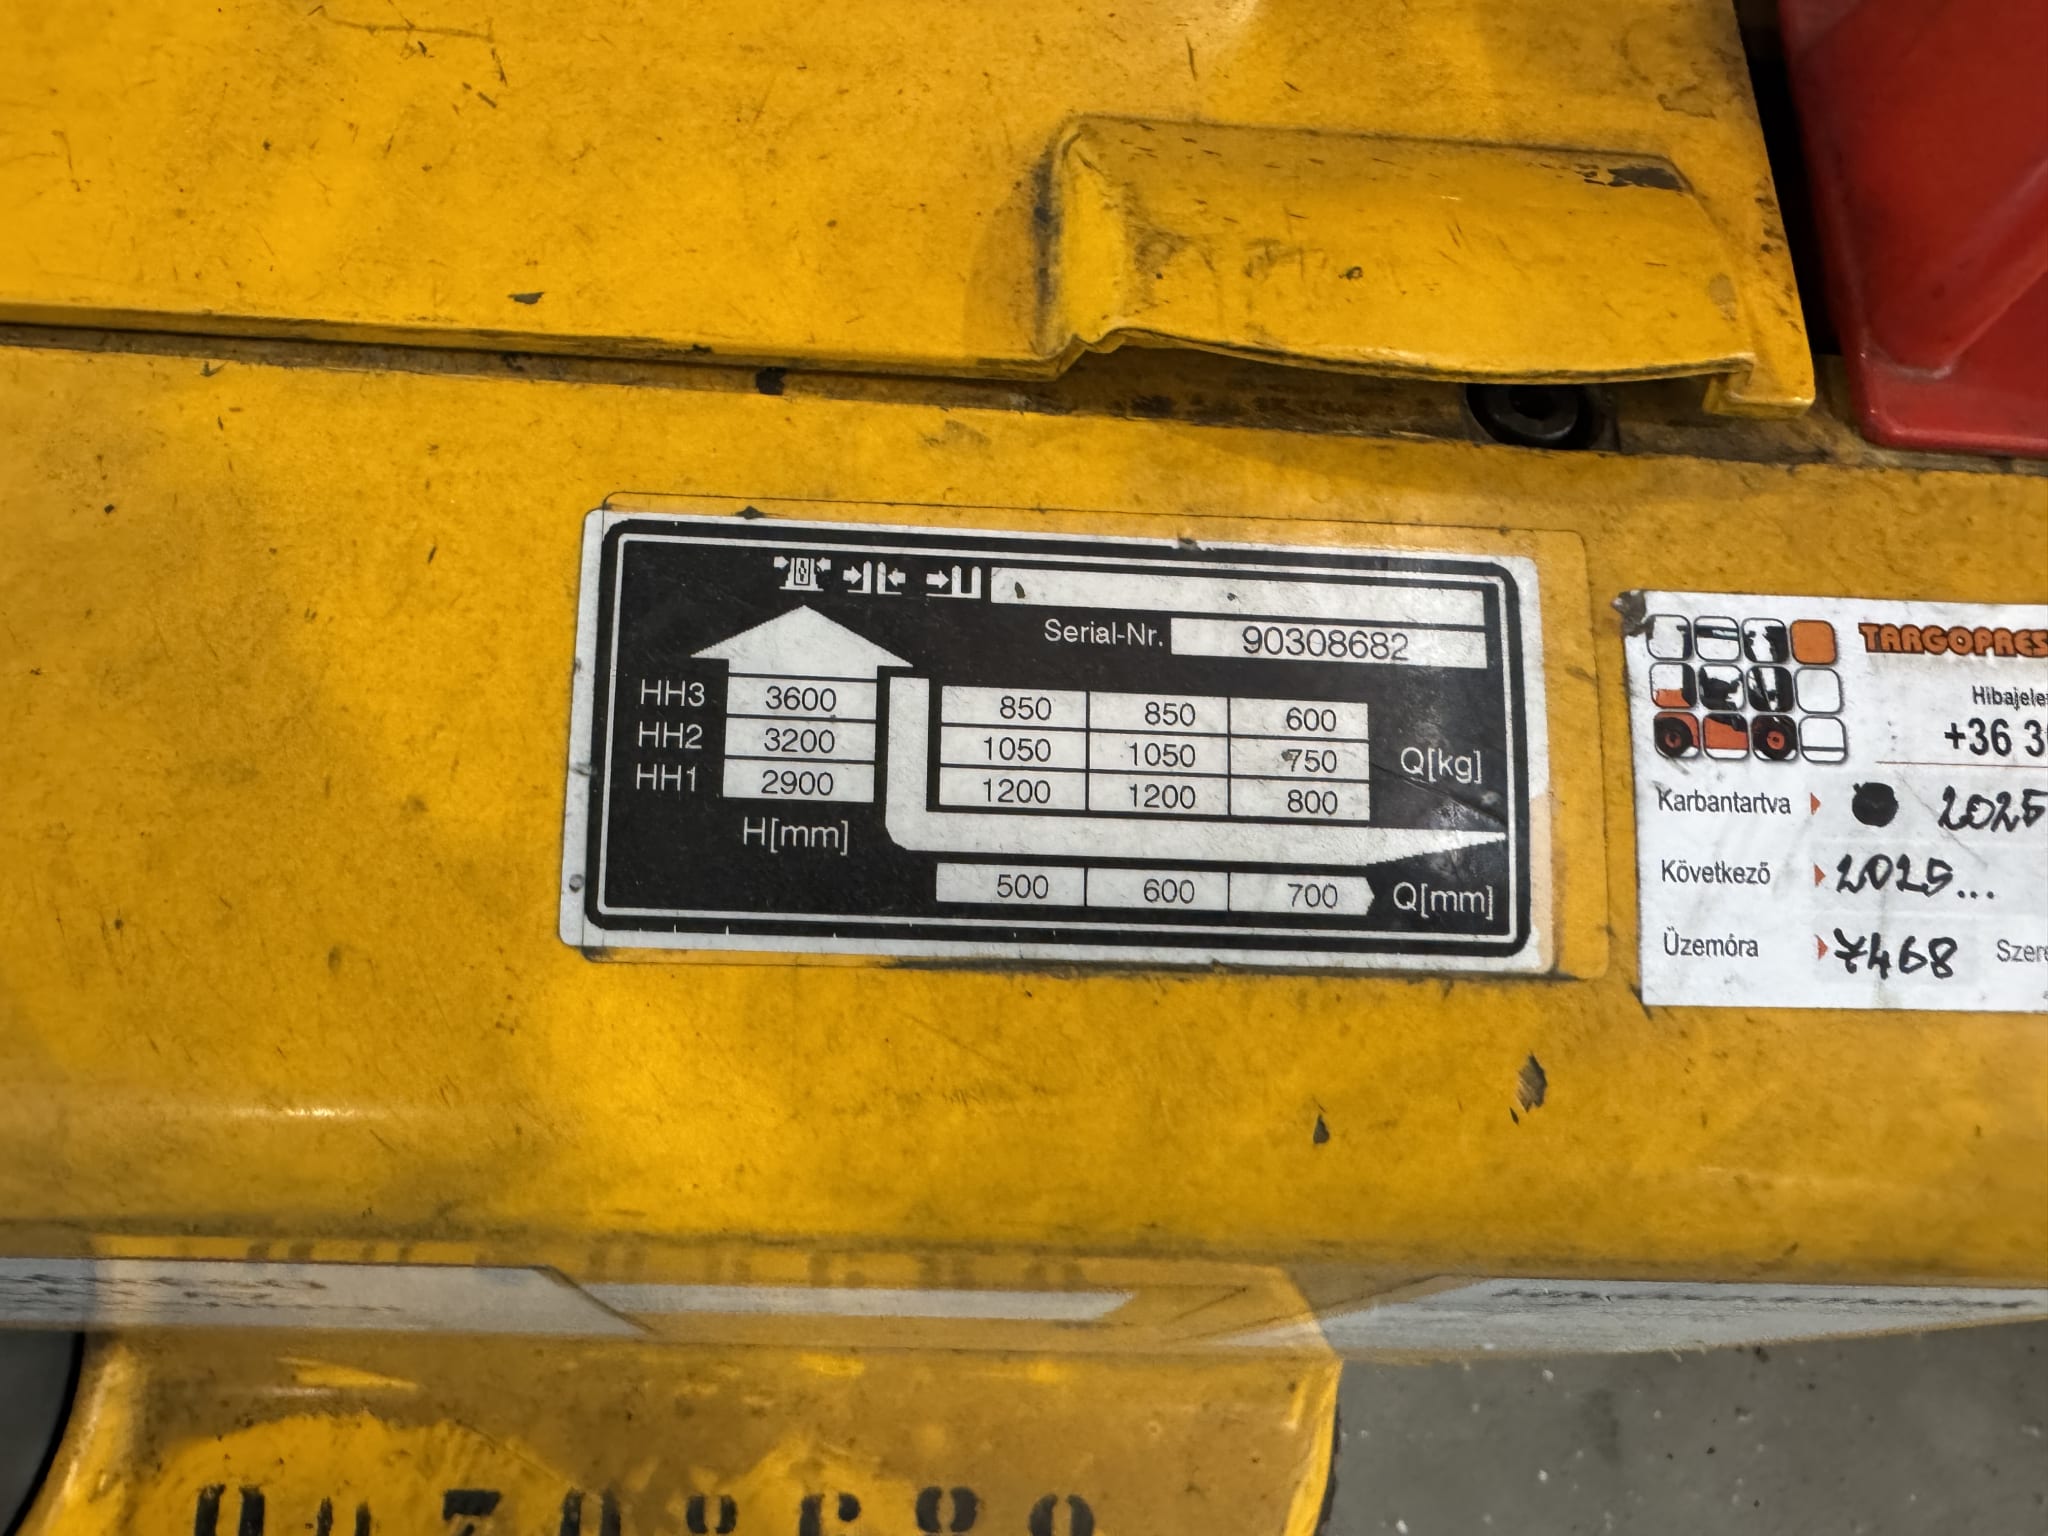 Serial-Nr. 90308682
HH3 3600 850 850 600
HH2 3200 1050 1050 750 Q[kg]
HH1 2900 1200 1200 800
H[mm]
500 600 700 Q[mm]
TARGOPRES
Hibajele
+36 3
Karbantartva 2025
Következő 2025...
Üzemóra 7468 Szere